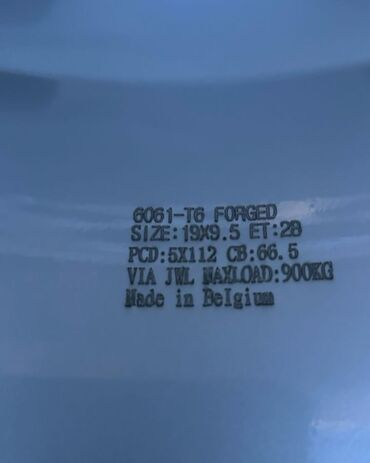 6061-T6 FORGED
SIZE:19X9.5 ET:28
PCD:5X112 CB:66.5
VIA JWL MAXLOAD:900KG
Made in Belgium